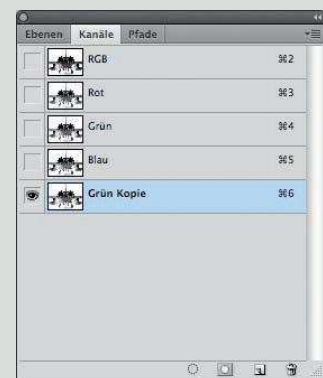 Ebenen Kanäle Pfade
RGB ⌘2
Rot ⌘3
Grün ⌘4
Blau ⌘5
Grün Kopie ⌘6